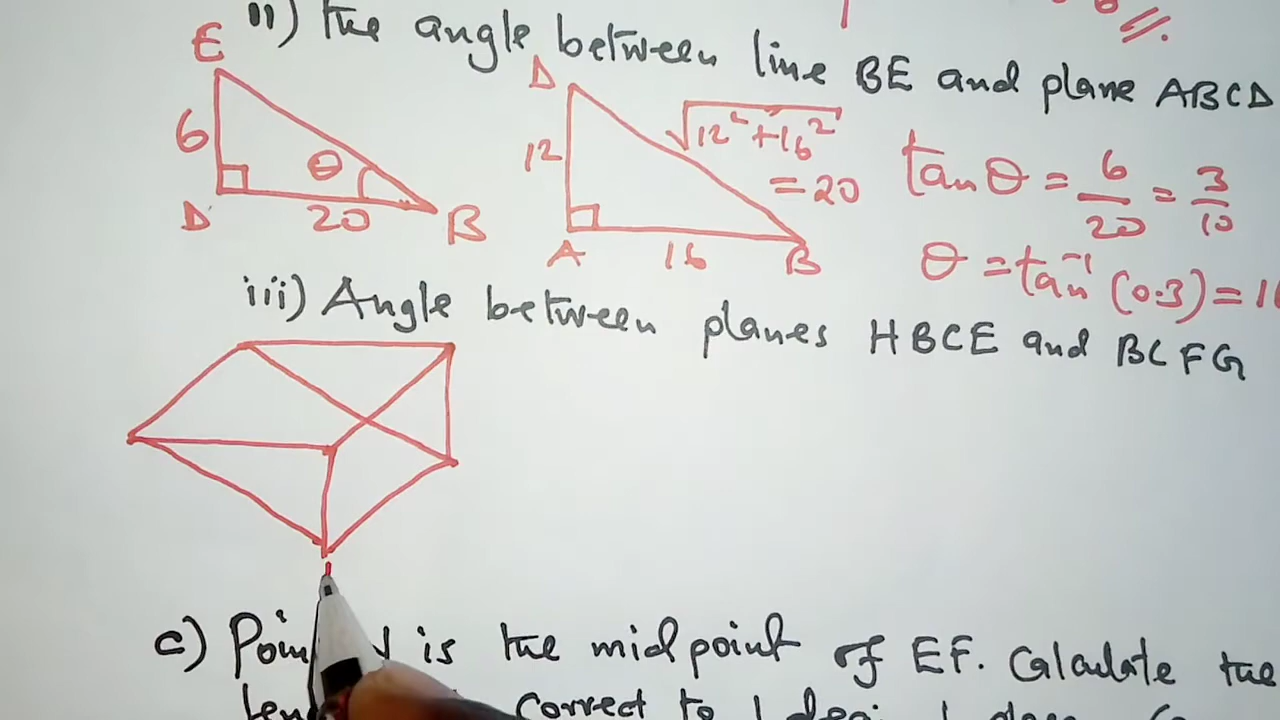 ii) The angle between line BE and plane ABCD
E
6
θ
D
20
B
D
12
√12²+16²
= 20
A
16
B
tan θ = 6/20 = 3/10
θ = tan⁻¹ (0.3) = 1
iii) Angle between planes HBCE and BCFG
c) is the midpoint of EF. Calculate the
correct to 1